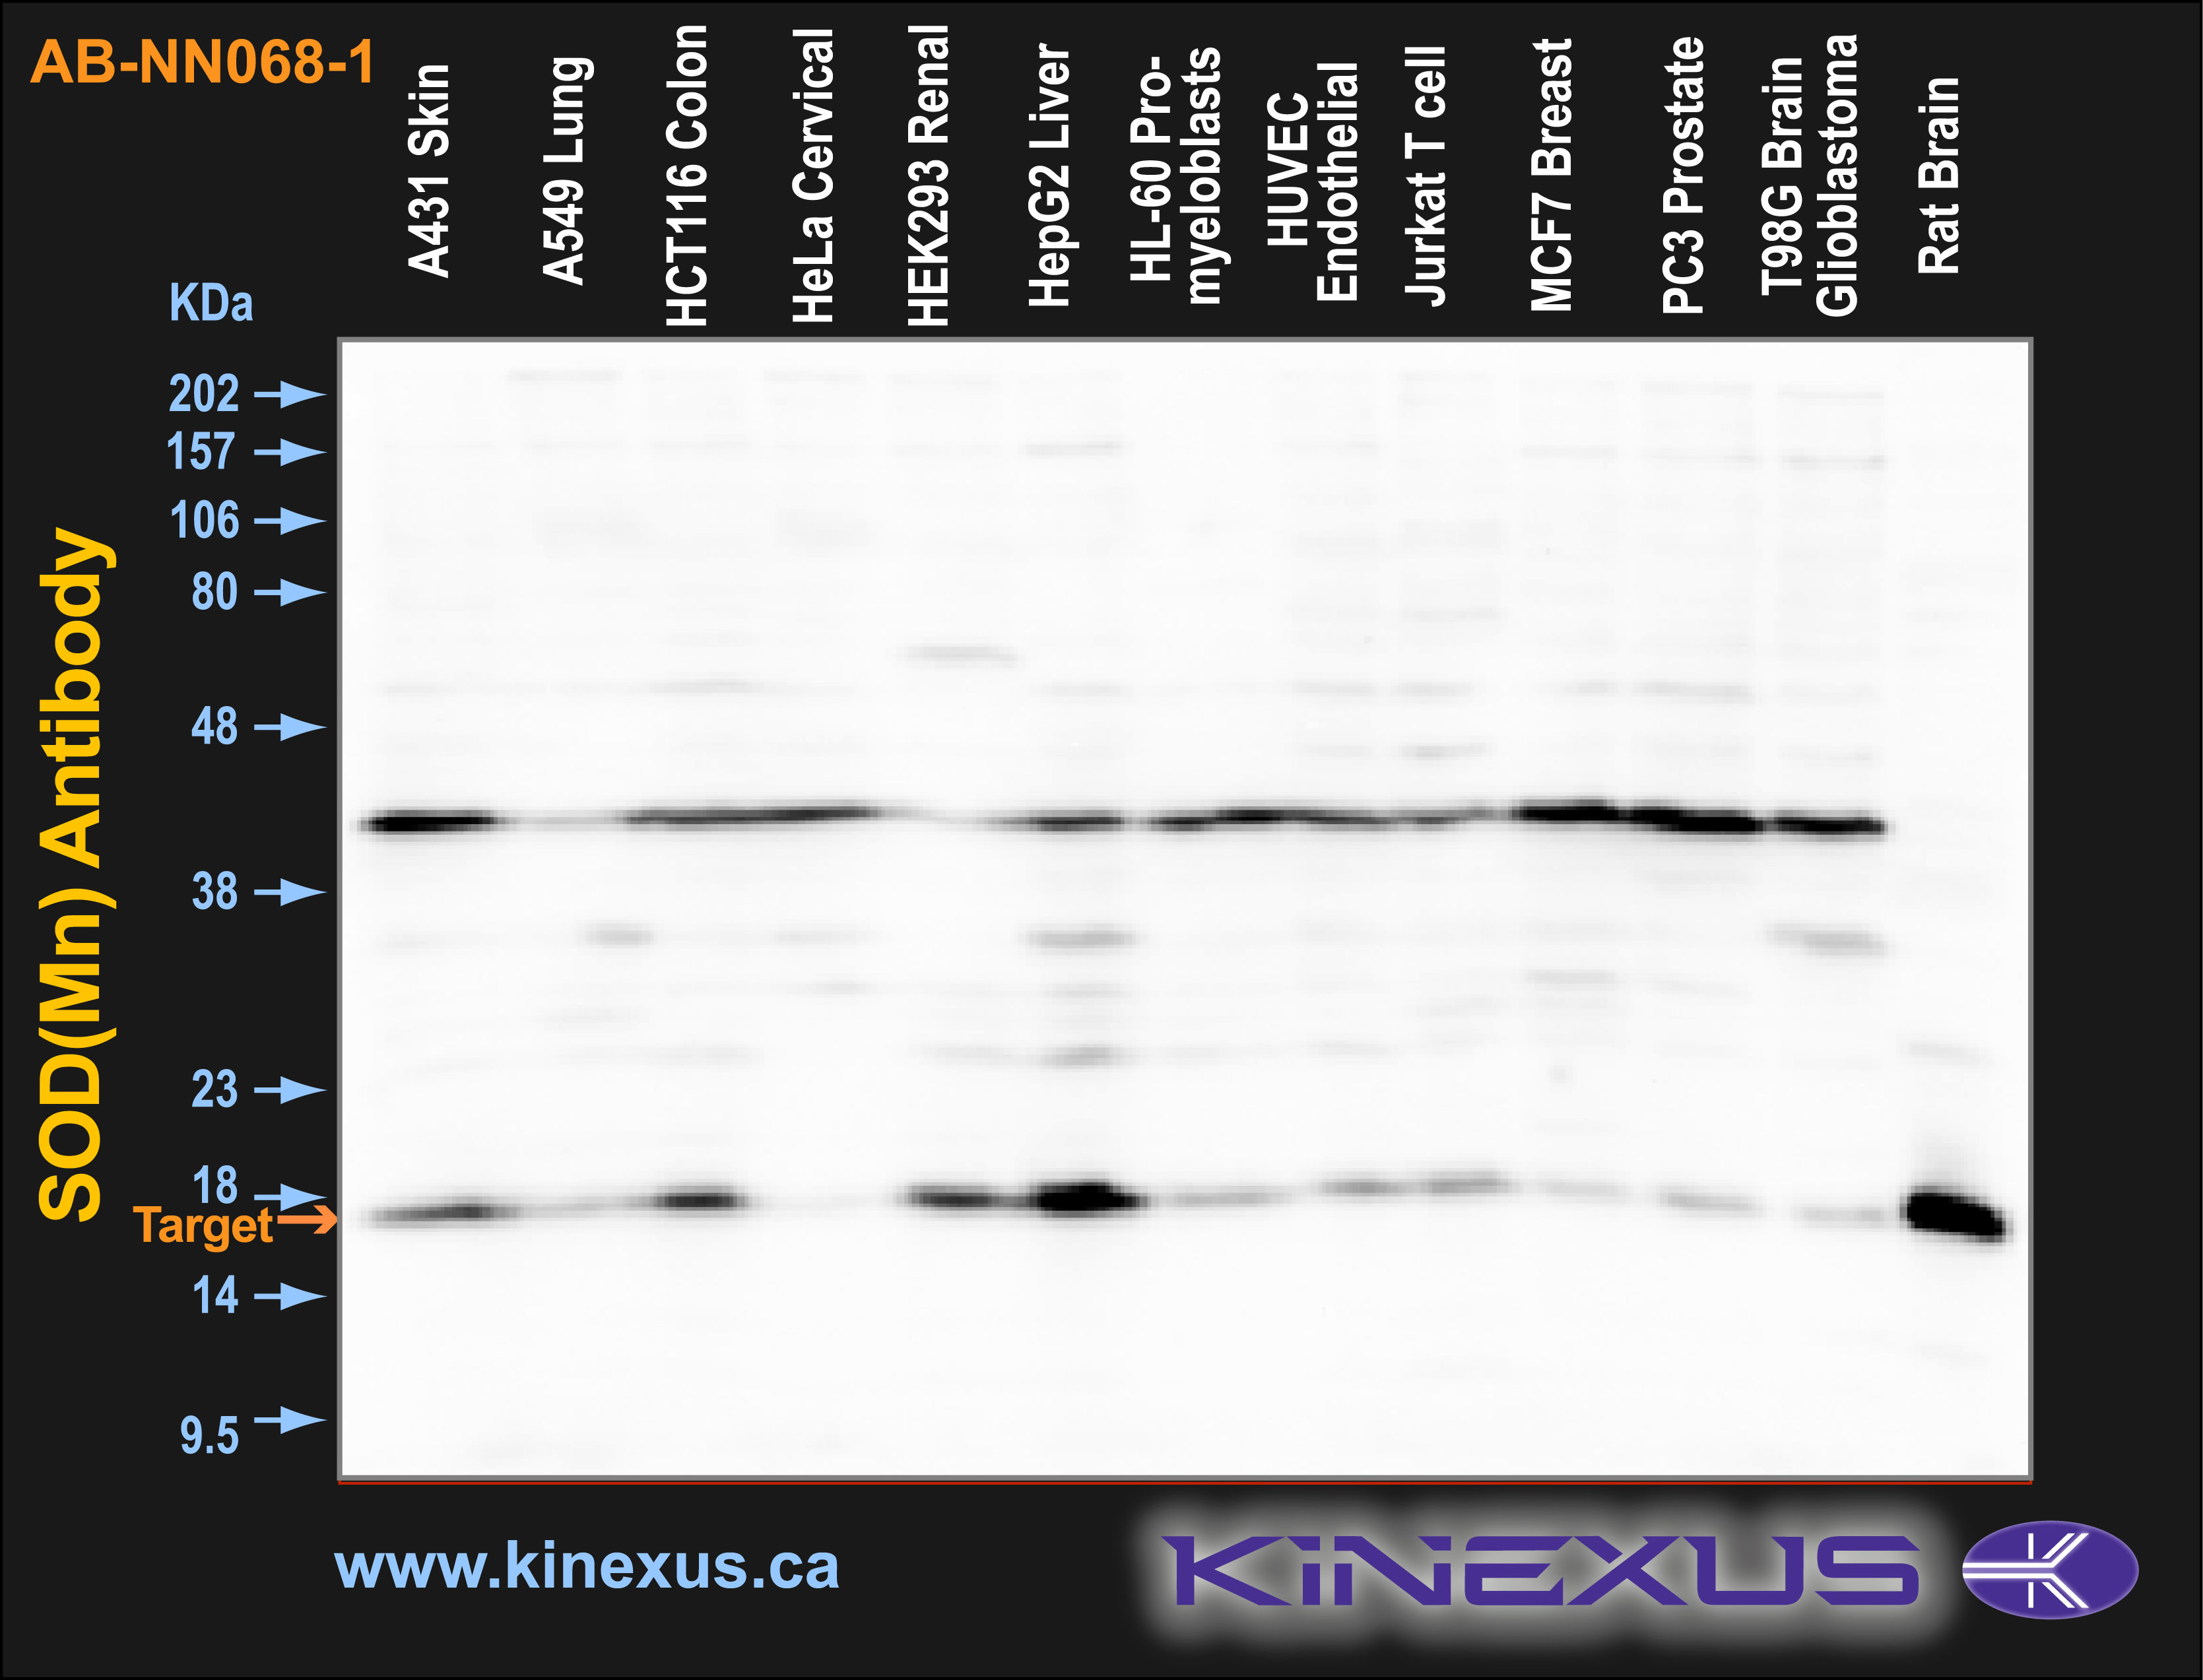 AB-NN068-1
A431 Skin
A549 Lung
HCT116 Colon
HeLa Cervical
HEK293 Renal
HepG2 Liver
HL-60 Pro-
myeloblasts
HUVEC
Endothelial
Jurkat T cell
MCF7 Breast
PC3 Prostate
T98G Brain
Glioblastoma
Rat Brain
KDa
202
157
106
80
48
38
23
18
Target
14
9.5
SOD(Mn) Antibody
www.kinexus.ca
KiNEXUS